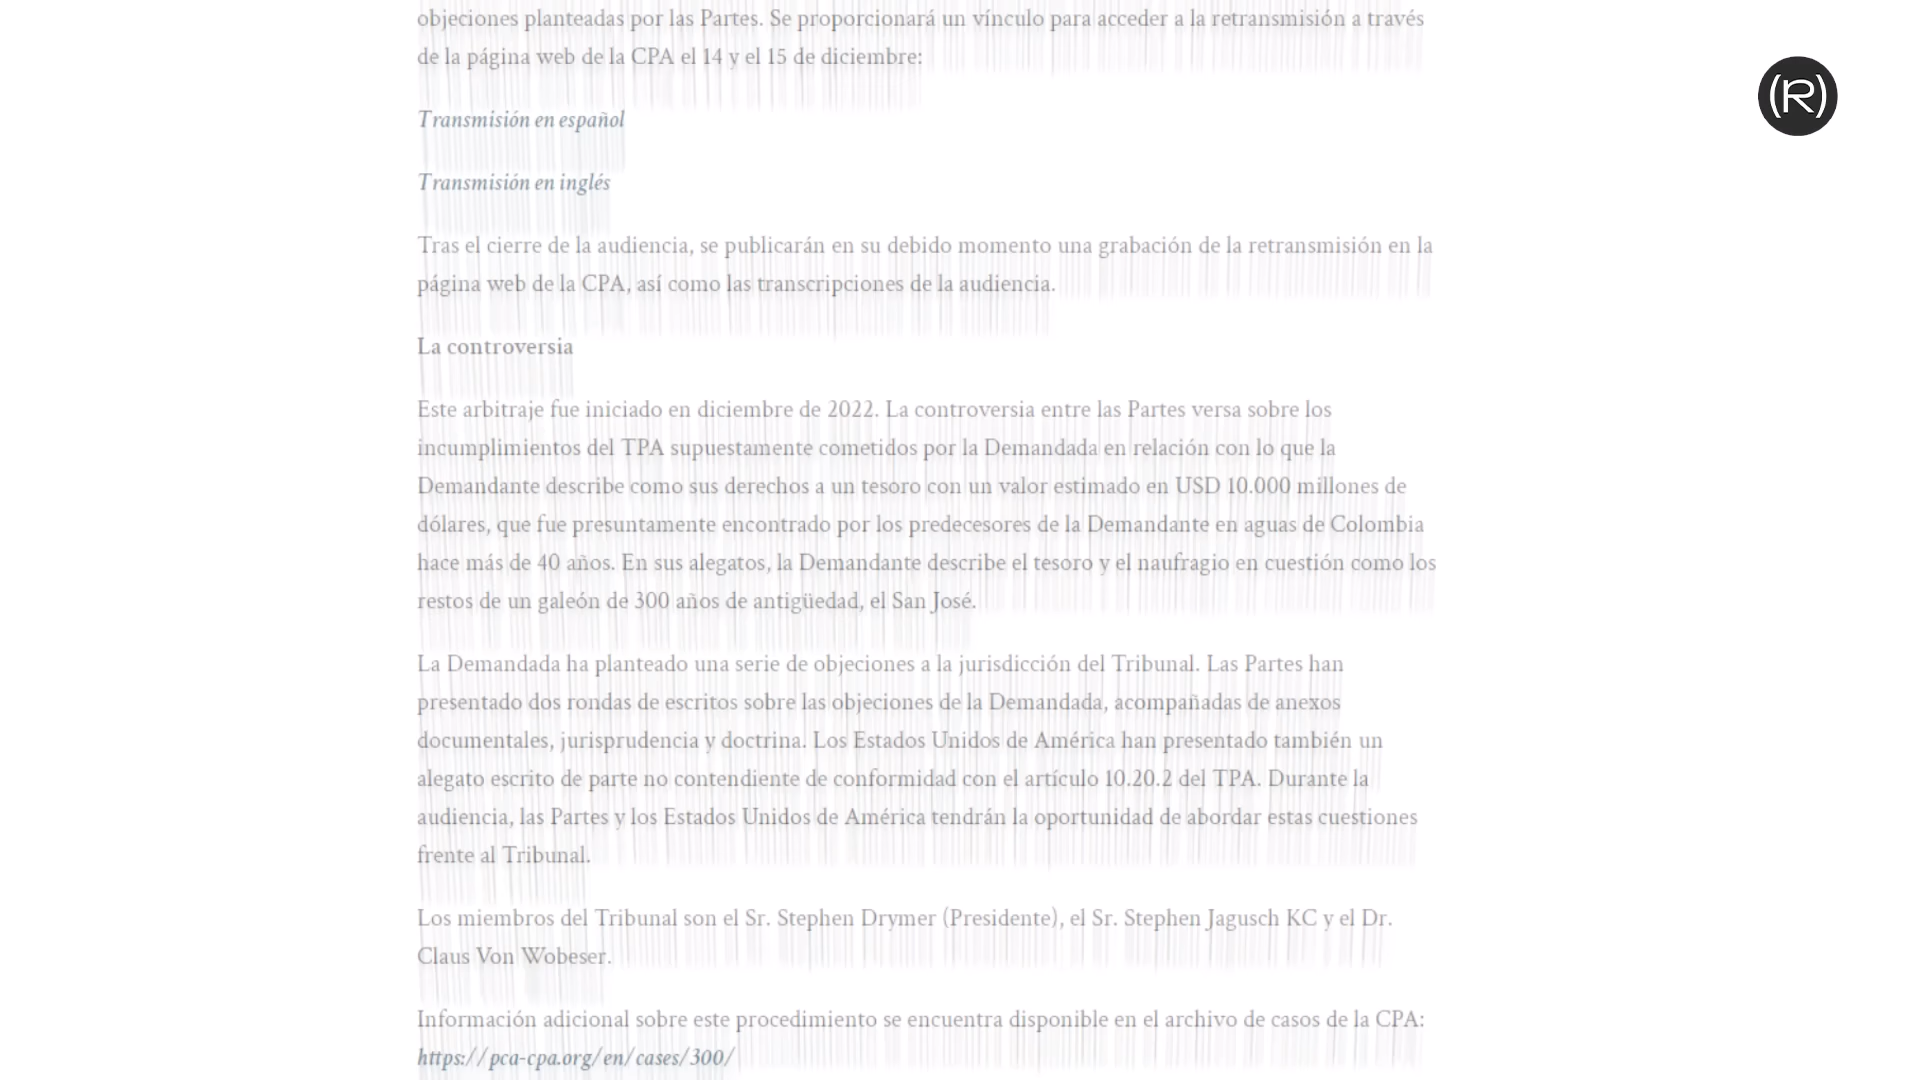 objeciones planteadas por las Partes. Se proporcionará un vínculo para acceder a la retransmisión a través
de la página web de la CPA el 14 y el 15 de diciembre:
Transmisión en español
Transmisión en inglés
Tras el cierre de la audiencia, se publicarán en su debido momento una grabación de la retransmisión en la
página web de la CPA, así como las transcripciones de la audiencia.
La controversia
Este arbitraje fue iniciado en diciembre de 2022. La controversia entre las Partes versa sobre los
incumplimientos del TPA supuestamente cometidos por la Demandada en relación con lo que la
Demandante describe como sus derechos a un tesoro con un valor estimado en USD 10.000 millones de
dólares, que fue presuntamente encontrado por los predecesores de la Demandante en aguas de Colombia
hace más de 40 años. En sus alegatos, la Demandante describe el tesoro y el naufragio en cuestión como los
restos de un galeón de 300 años de antigüedad, el San José.
La Demandada ha planteado una serie de objeciones a la jurisdicción del Tribunal. Las Partes han
presentado dos rondas de escritos sobre las objeciones de la Demandada, acompañadas de anexos
documentales, jurisprudencia y doctrina. Los Estados Unidos de América han presentado también un
alegato escrito de parte no contendiente de conformidad con el artículo 10.20.2 del TPA. Durante la
audiencia, las Partes y los Estados Unidos de América tendrán la oportunidad de abordar estas cuestiones
frente al Tribunal.
Los miembros del Tribunal son el Sr. Stephen Drymer (Presidente), el Sr. Stephen Jagusch KC y el Dr.
Claus Von Wobeser.
Información adicional sobre este procedimiento se encuentra disponible en el archivo de casos de la CPA:
https://pca-cpa.org/en/cases/300/
(R)